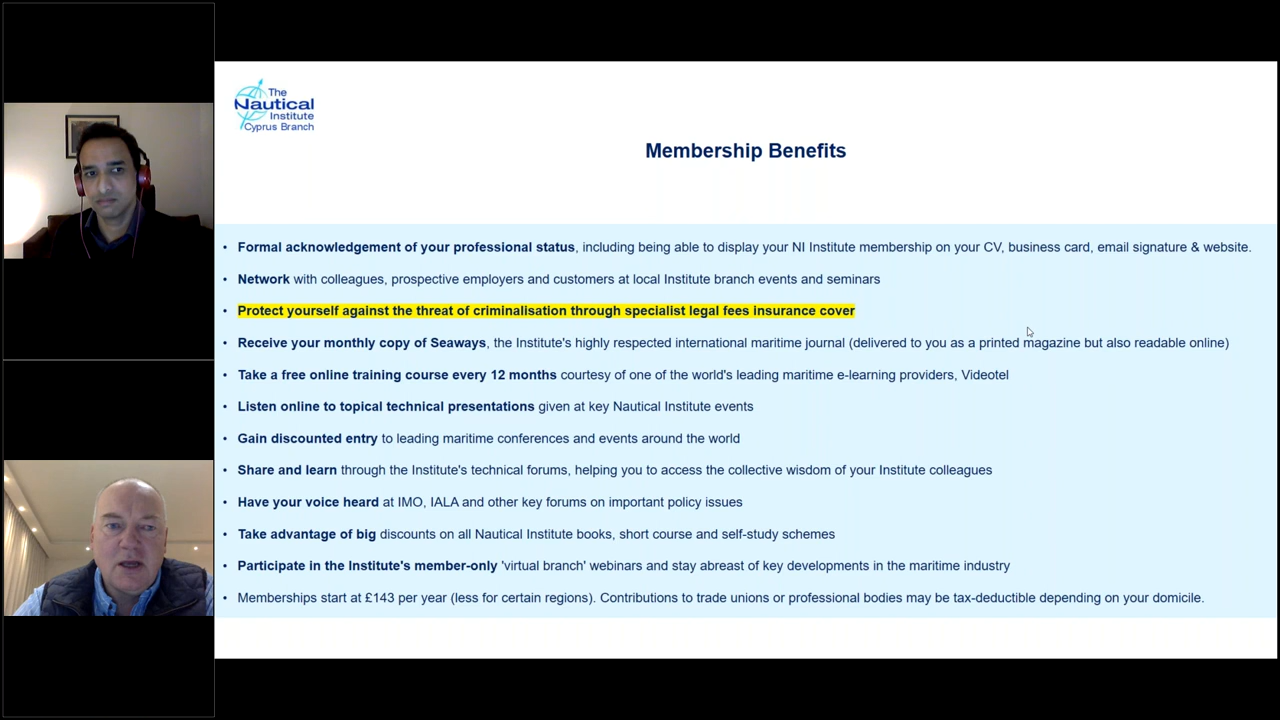 The
Nautical
Institute
Cyprus Branch
Membership Benefits
• Formal acknowledgement of your professional status, including being able to display your NI Institute membership on your CV, business card, email signature & website.
• Network with colleagues, prospective employers and customers at local Institute branch events and seminars
• Protect yourself against the threat of criminalisation through specialist legal fees insurance cover
• Receive your monthly copy of Seaways, the Institute's highly respected international maritime journal (delivered to you as a printed magazine but also readable online)
• Take a free online training course every 12 months courtesy of one of the world's leading maritime e-learning providers, Videotel
• Listen online to topical technical presentations given at key Nautical Institute events
• Gain discounted entry to leading maritime conferences and events around the world
• Share and learn through the Institute's technical forums, helping you to access the collective wisdom of your Institute colleagues
• Have your voice heard at IMO, IALA and other key forums on important policy issues
• Take advantage of big discounts on all Nautical Institute books, short course and self-study schemes
• Participate in the Institute's member-only 'virtual branch' webinars and stay abreast of key developments in the maritime industry
• Memberships start at £143 per year (less for certain regions). Contributions to trade unions or professional bodies may be tax-deductible depending on your domicile.